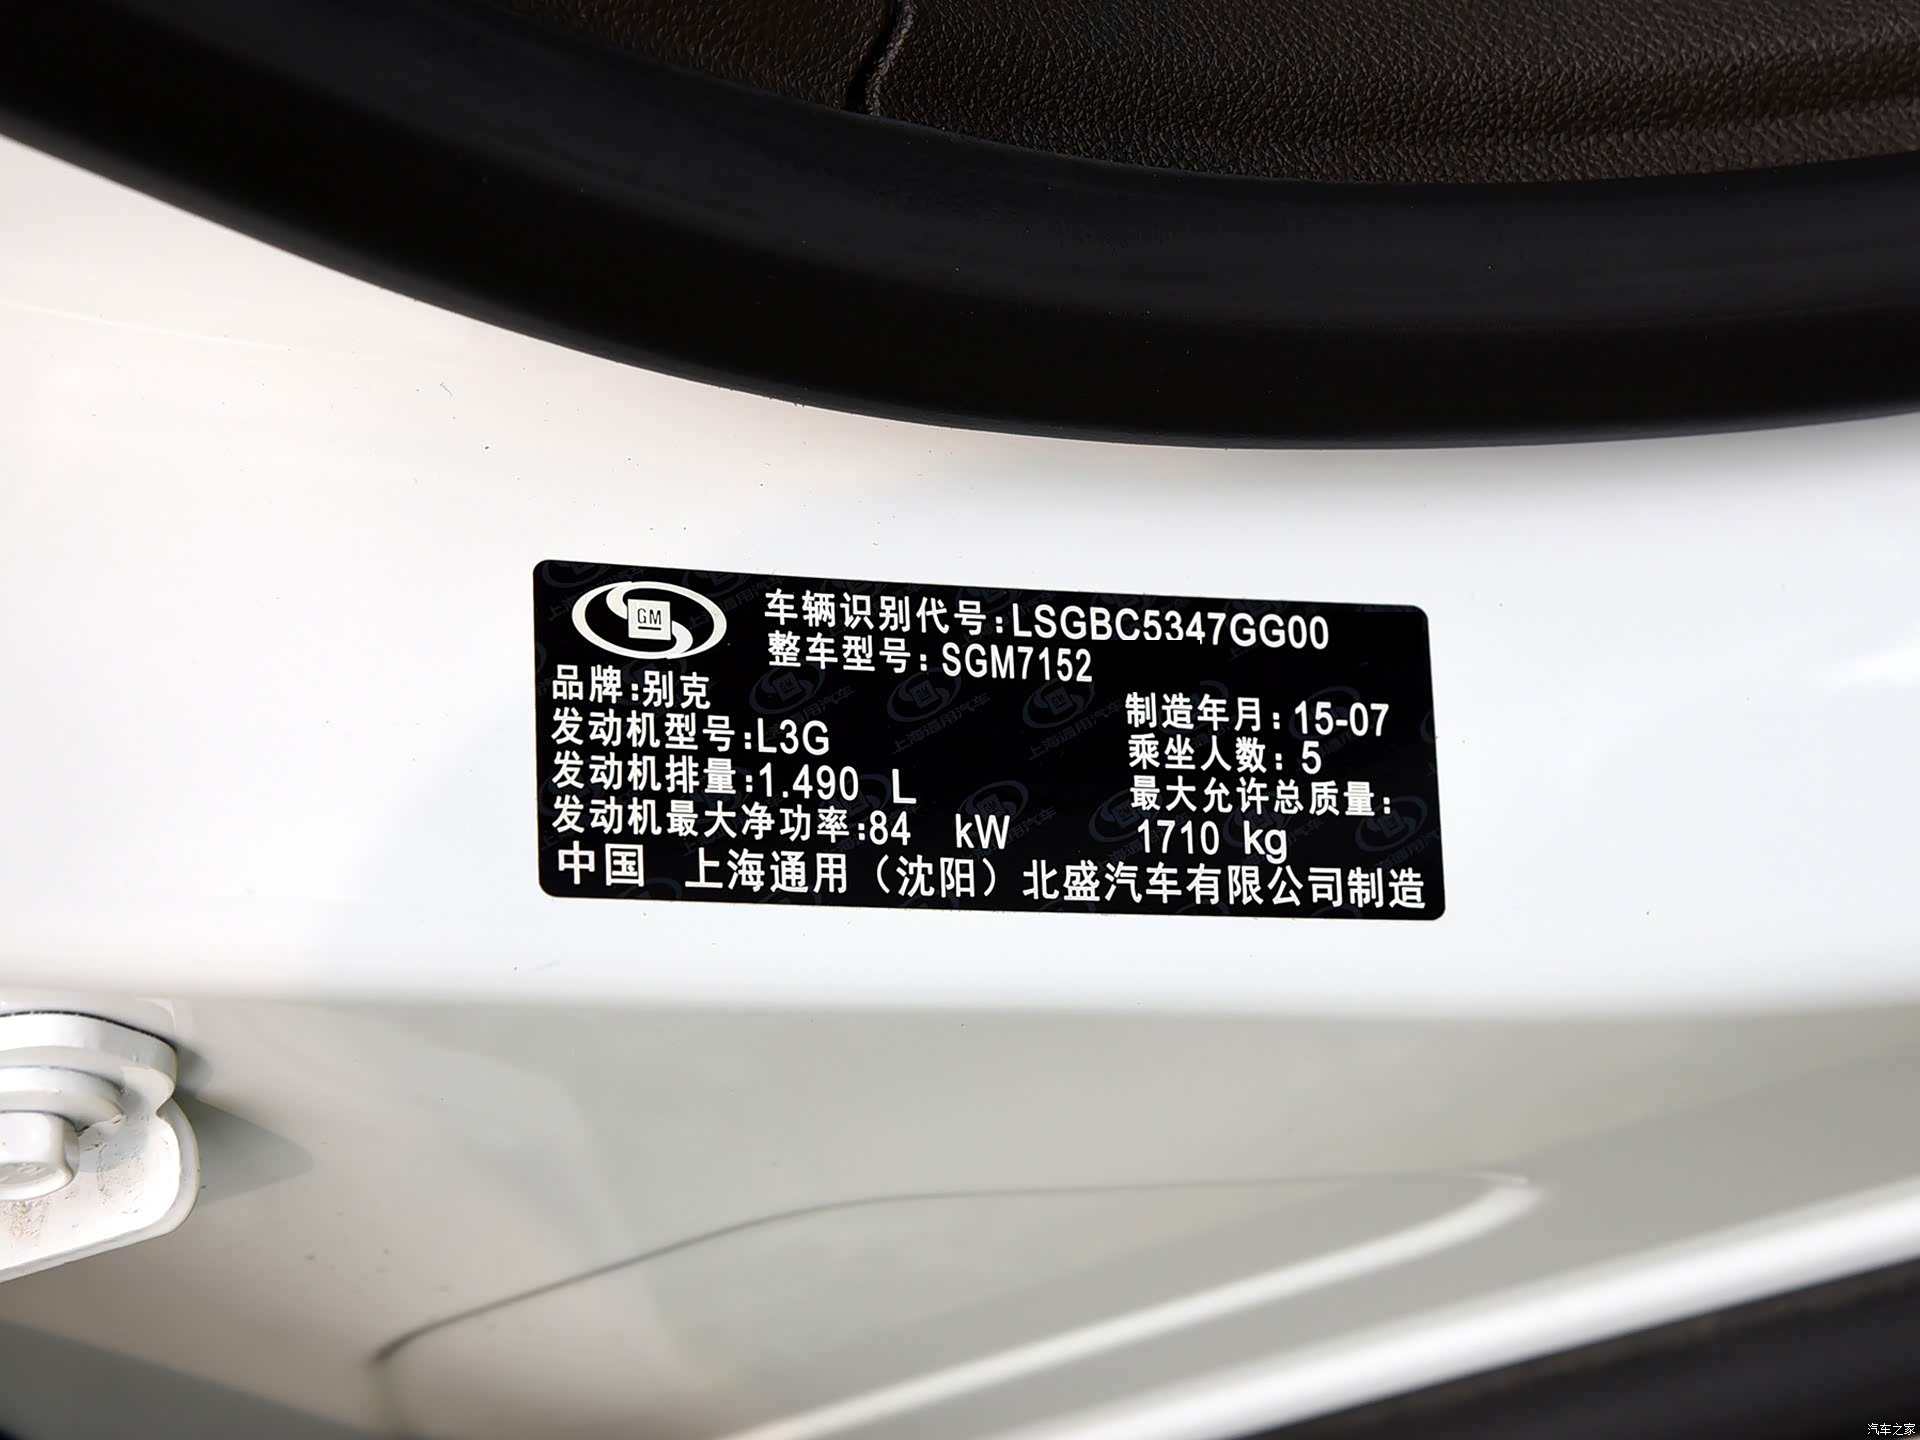 GM
车辆识别代号:LSGBC5347GG00
整车型号:SGM7152
品牌:别克
制造年月:15-07
发动机型号:L3G
乘坐人数:5
发动机排量:1.490 L
最大允许总质量:
发动机最大净功率:84 kW
1710 kg
中国 上海通用（沈阳）北盛汽车有限公司制造
汽车之家